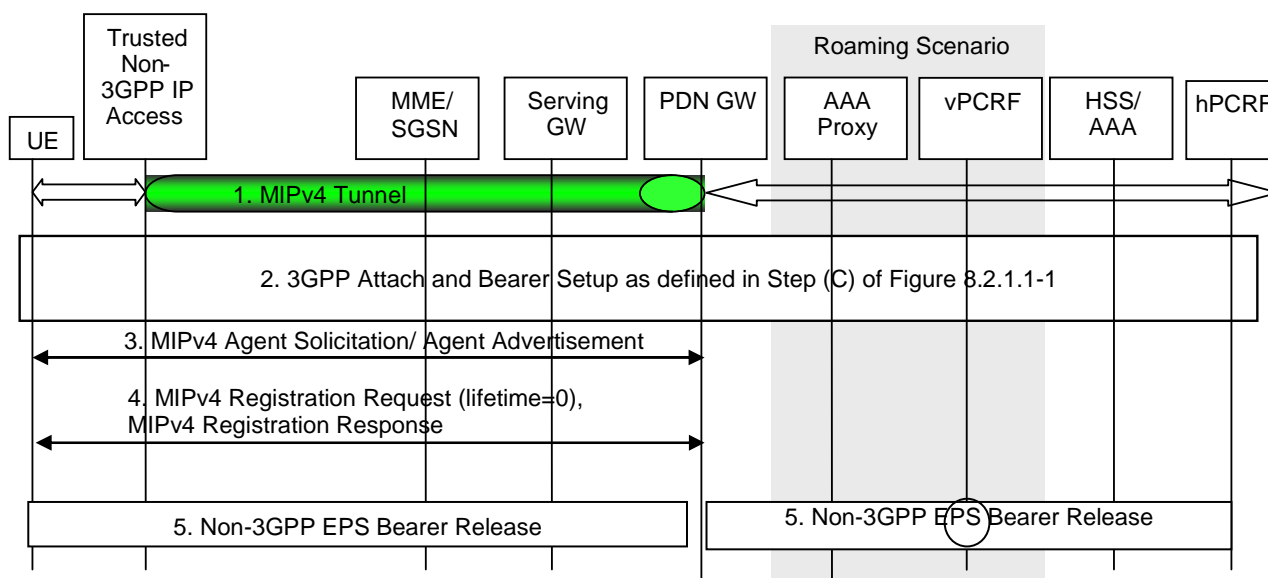 Roaming Scenario
Trusted
Non-
3GPP IP
Access
UE
MME/
SGSN
Serving
GW
PDN GW
AAA
Proxy
vPCRF
HSS/
AAA
hPCRF
1. MIPv4 Tunnel
2. 3GPP Attach and Bearer Setup as defined in Step (C) of Figure 8.2.1.1-1
3. MIPv4 Agent Solicitation/ Agent Advertisement
4. MIPv4 Registration Request (lifetime=0),
MIPv4 Registration Response
5. Non-3GPP EPS Bearer Release
5. Non-3GPP EPS Bearer Release